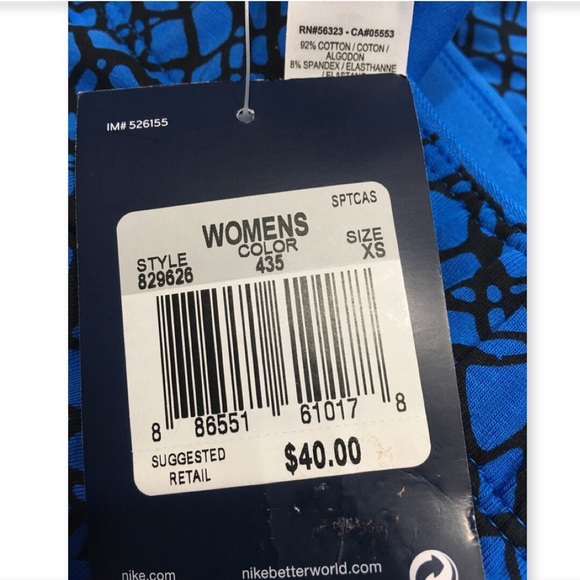 RN#56323 - CA#05553
92% COTTON / COTON /
ALGODON
8% SPANDEX / ELASTHANNE
/ ELASTANO
IM# 526155
SPTCAS
WOMENS
STYLE COLOR SIZE
829626 435 XS
8 86551 61017 8
SUGGESTED
RETAIL
$40.00
nike.com nikebetterworld.com